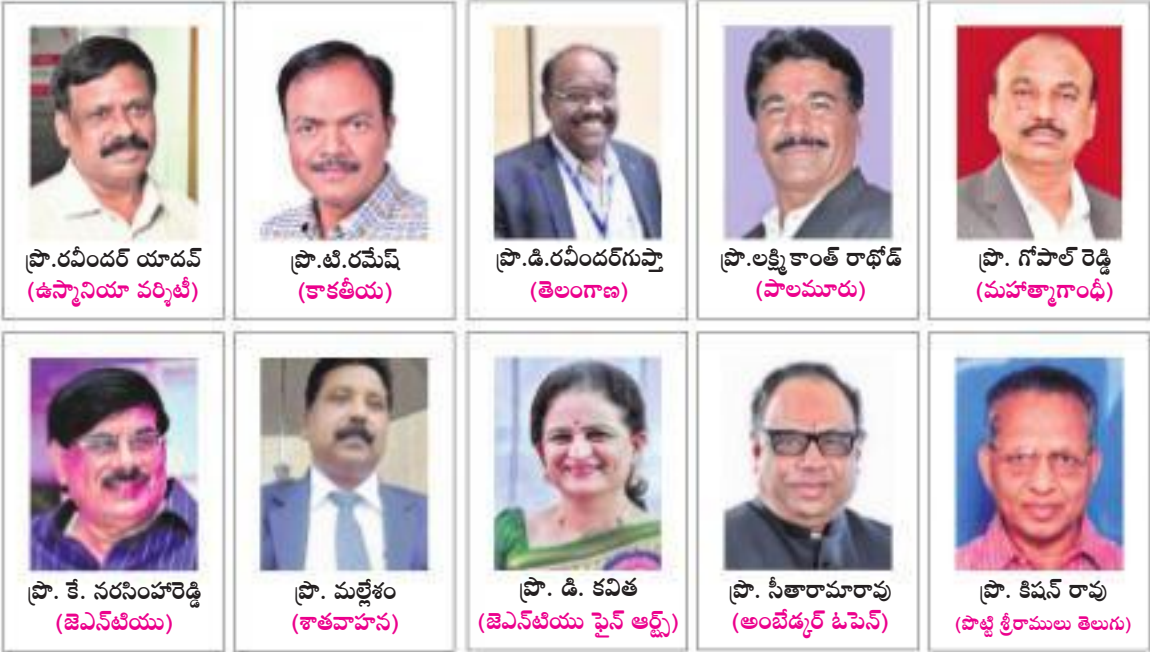 ప్రొ.రవీందర్ యాదవ్
(ఉస్మానియా వర్శిటీ)
ప్రొ.టి.రమేష్
(కాకతీయ)
ప్రొ.డి.రవీందర్‌గుప్తా
(తెలంగాణ)
ప్రొ.లక్ష్మికాంత్ రాథోడ్
(పాలమూరు)
ప్రొ. గోపాల్ రెడ్డి
(మహాత్మాగాంధీ)
ప్రొ. కే. నరసింహారెడ్డి
(జెఎన్‌టియు)
ప్రొ. మల్లేశం
(శాతవాహన)
ప్రొ. డి. కవిత
(జెఎన్‌టియు ఫైన్ ఆర్ట్స్)
ప్రొ. సీతారామారావు
(అంబేడ్కర్ ఓపెన్)
ప్రొ. కిషన్ రావు
(పొట్టి శ్రీరాములు తెలుగు)